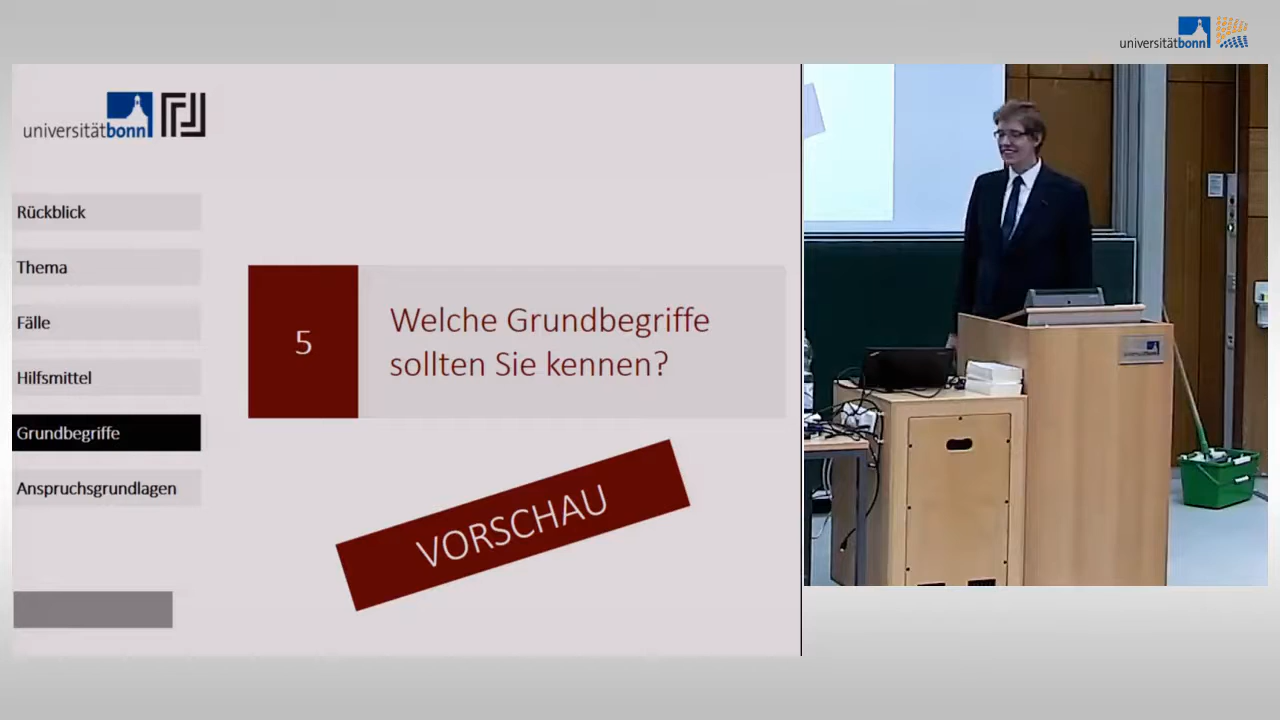 universitätbonn
universitätbonn
Rückblick
Thema
Fälle
Hilfsmittel
Grundbegriffe
Anspruchsgrundlagen
5
Welche Grundbegriffe
sollten Sie kennen?
VORSCHAU